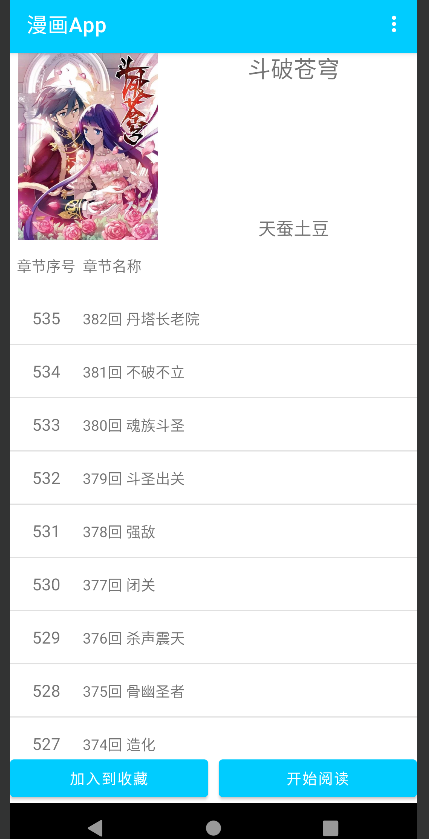 漫画App
斗破苍穹
斗破苍穹
天蚕土豆
章节序号 章节名称
535 382回 丹塔长老院
534 381回 不破不立
533 380回 魂族斗圣
532 379回 斗圣出关
531 378回 强敌
530 377回 闭关
529 376回 杀声震天
528 375回 骨幽圣者
527 374回 造化
加入到收藏
开始阅读